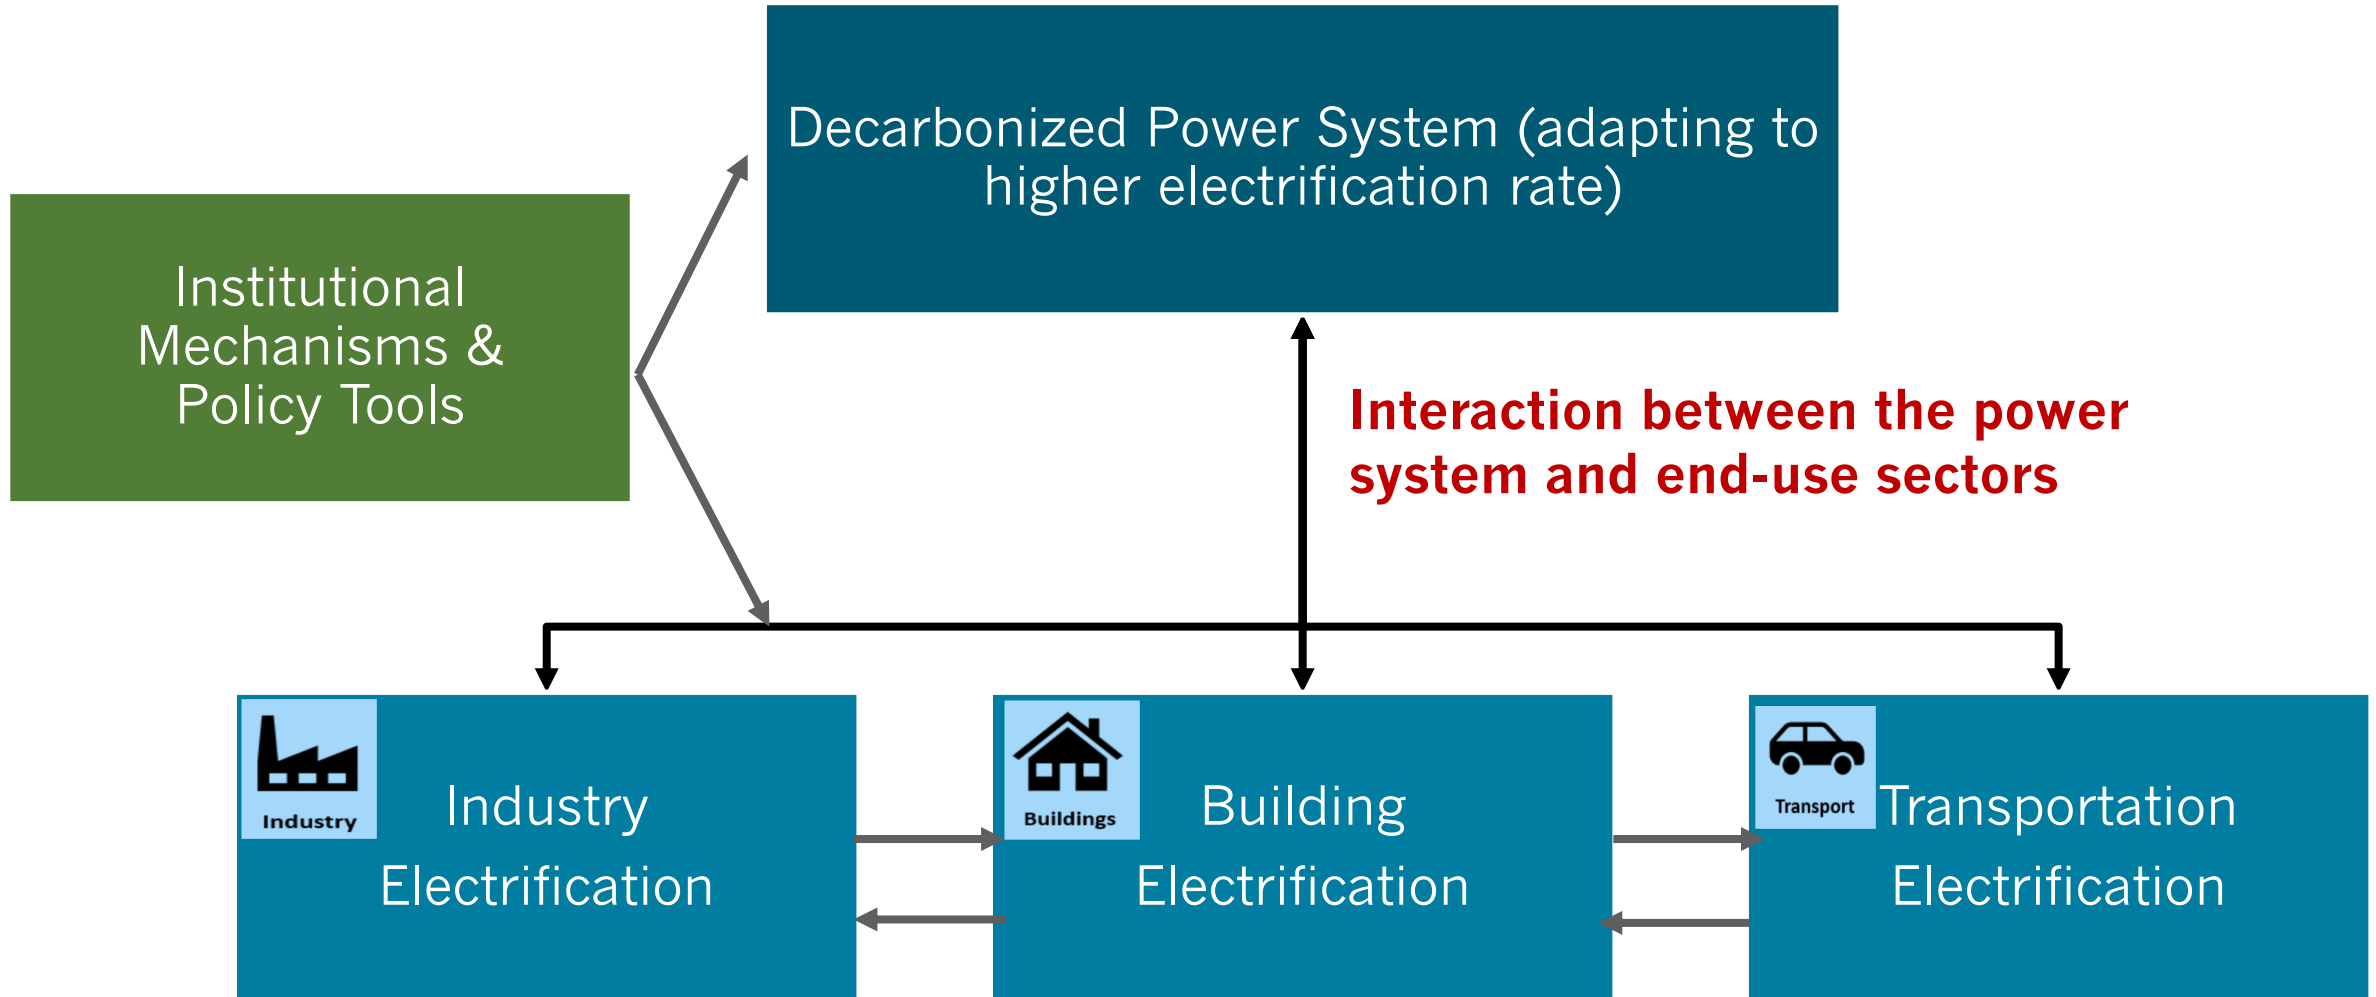 Decarbonized Power System (adapting to
higher electrification rate)
Institutional
Mechanisms &
Policy Tools
Interaction between the power
system and end-use sectors
Industry
Industry
Electrification
Buildings
Building
Electrification
Transport
Transportation
Electrification